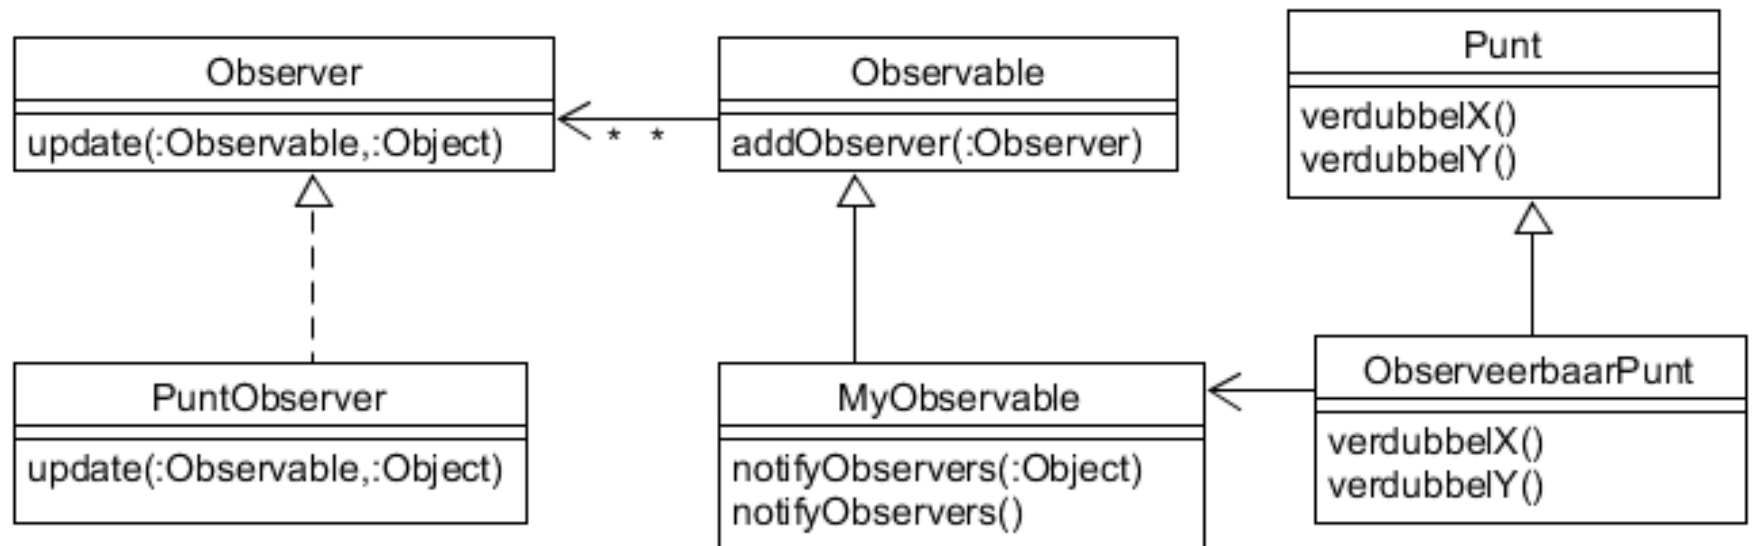 Observer
update(:Observable,:Object)
* *
Observable
addObserver(:Observer)
Punt
verdubbelX()
verdubbelY()
PuntObserver
update(:Observable,:Object)
MyObservable
notifyObservers(:Object)
notifyObservers()
ObserveerbaarPunt
verdubbelX()
verdubbelY()